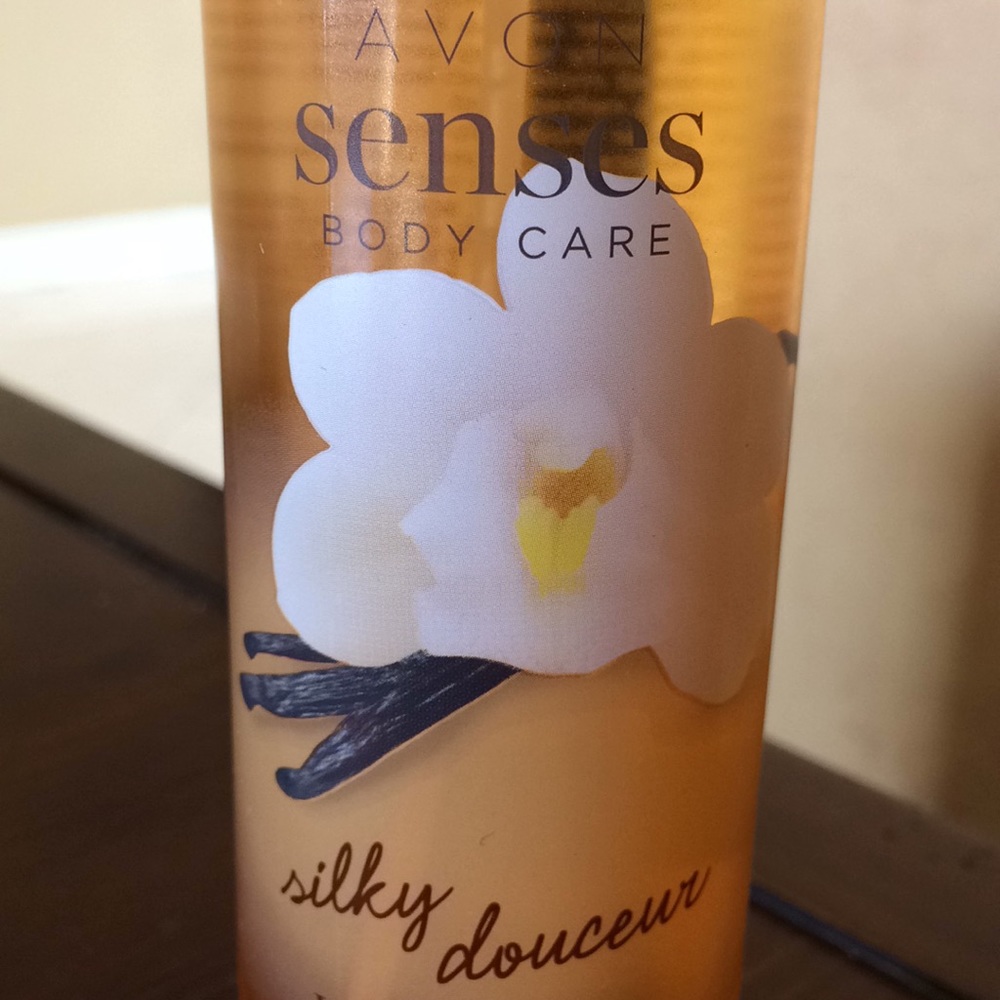 AVON
senses
BODY CARE
silky
douceur